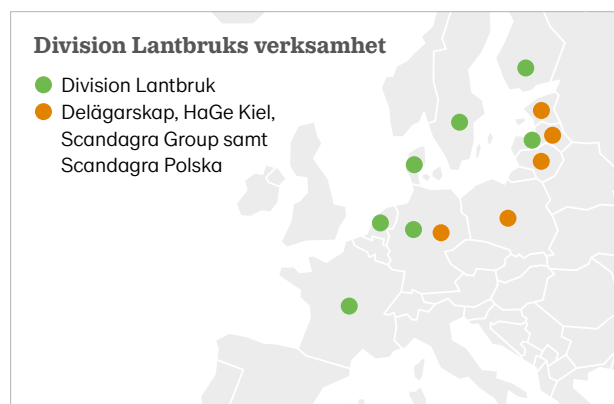 Division Lantbruks verksamhet
Division Lantbruk
Delägarskap, HaGe Kiel,
Scandagra Group samt
Scandagra Polska